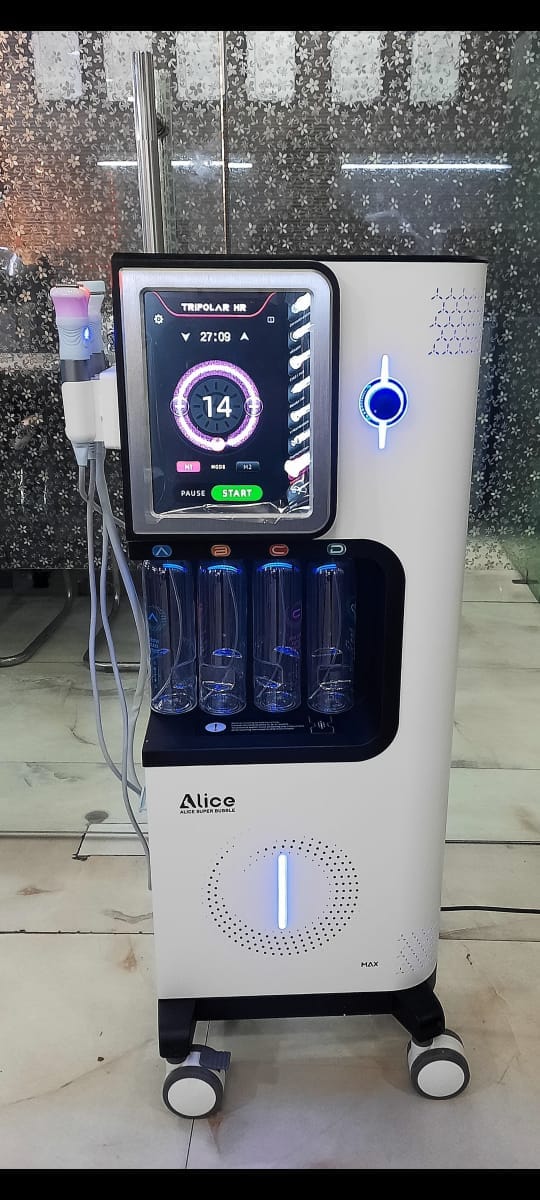 TRIPOLAR HR
27:09
14
M1 MODE M2
PAUSE START
A B C D
Alice
ALICE SUPER BUBBLE
MAX